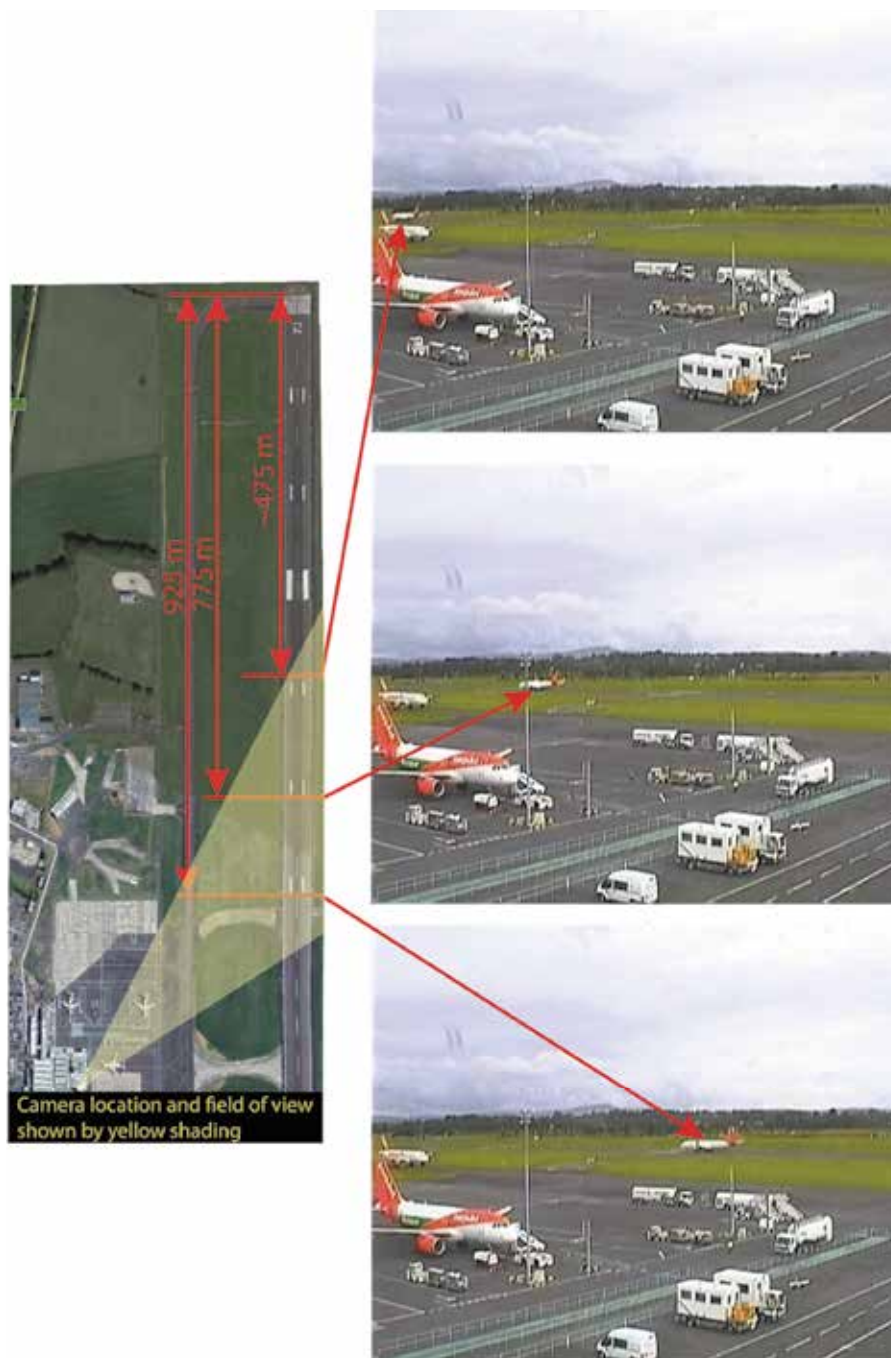 925 m
775 m
~475 m
Camera location and field of view
shown by yellow shading